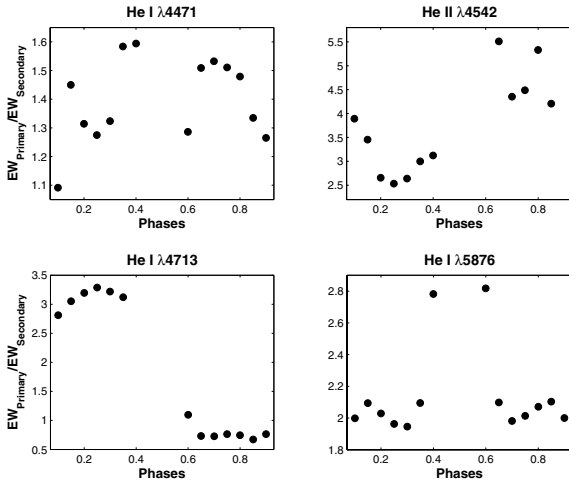 He I λ4471
EW_Primary/EW_Secondary
1.6
1.5
1.4
1.3
1.2
1.1
0.2 0.4 0.6 0.8
Phases
He II λ4542
5.5
5
4.5
4
3.5
3
2.5
0.2 0.4 0.6 0.8
Phases
He I λ4713
EW_Primary/EW_Secondary
3.5
3
2.5
2
1.5
1
0.5
0.2 0.4 0.6 0.8
Phases
He I λ5876
2.8
2.6
2.4
2.2
2
1.8
0.2 0.4 0.6 0.8
Phases